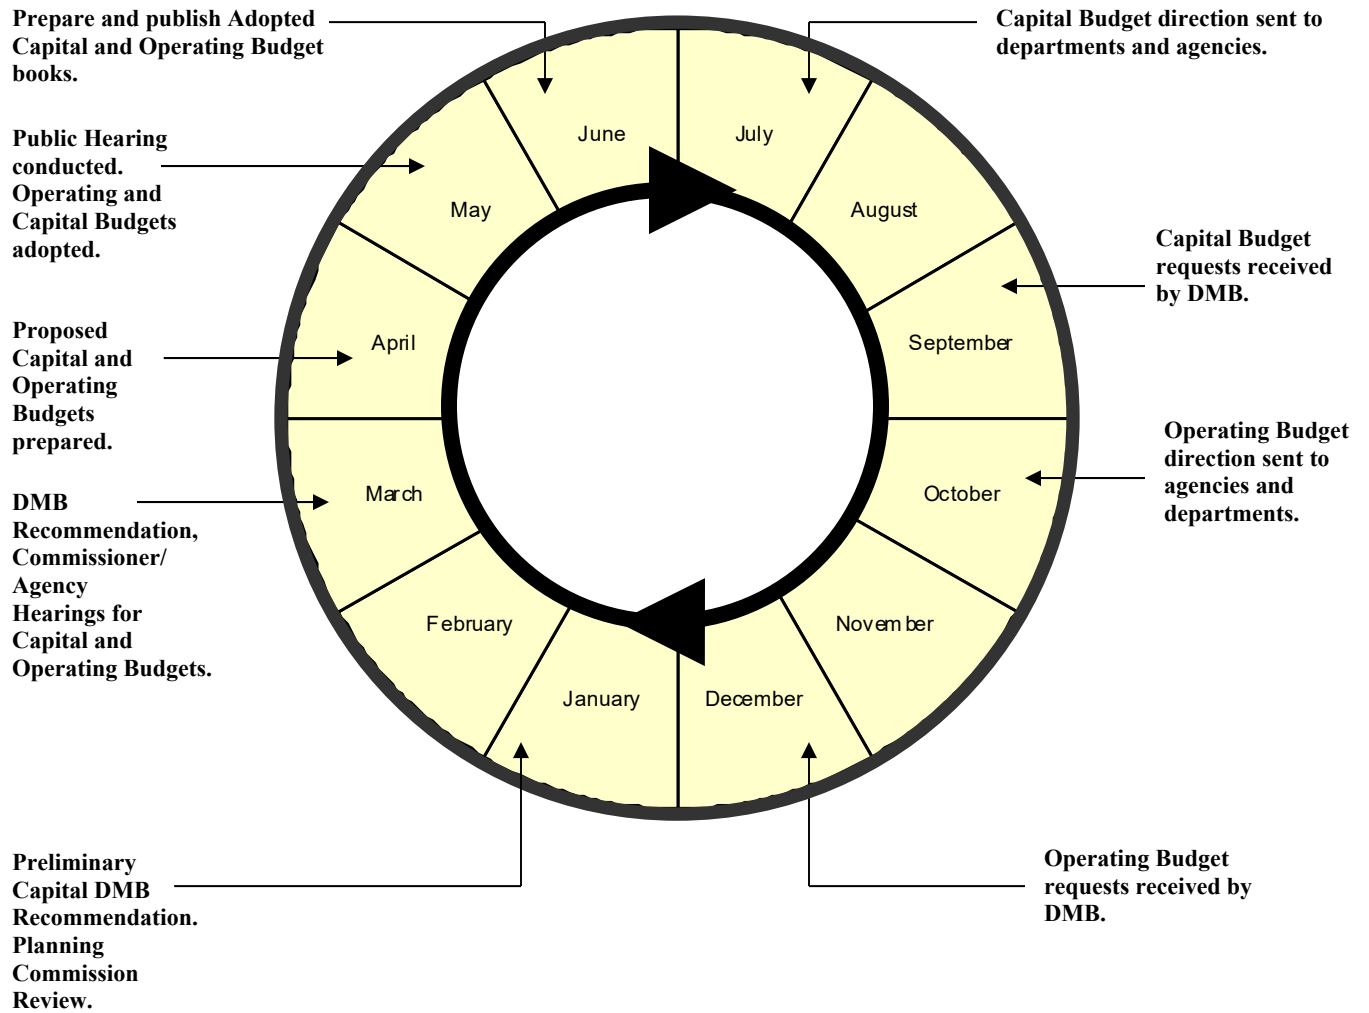 Prepare and publish Adopted
Capital and Operating Budget
books.
Capital Budget direction sent to
departments and agencies.
Public Hearing
conducted.
Operating and
Capital Budgets
adopted.
Capital Budget
requests received
by DMB.
Proposed
Capital and
Operating
Budgets
prepared.
Operating Budget
direction sent to
agencies and
departments.
DMB
Recommendation,
Commissioner/
Agency
Hearings for
Capital and
Operating Budgets.
Preliminary
Capital DMB
Recommendation.
Planning
Commission
Review.
Operating Budget
requests received by
DMB.
June
July
May
August
April
September
March
October
February
November
January
December